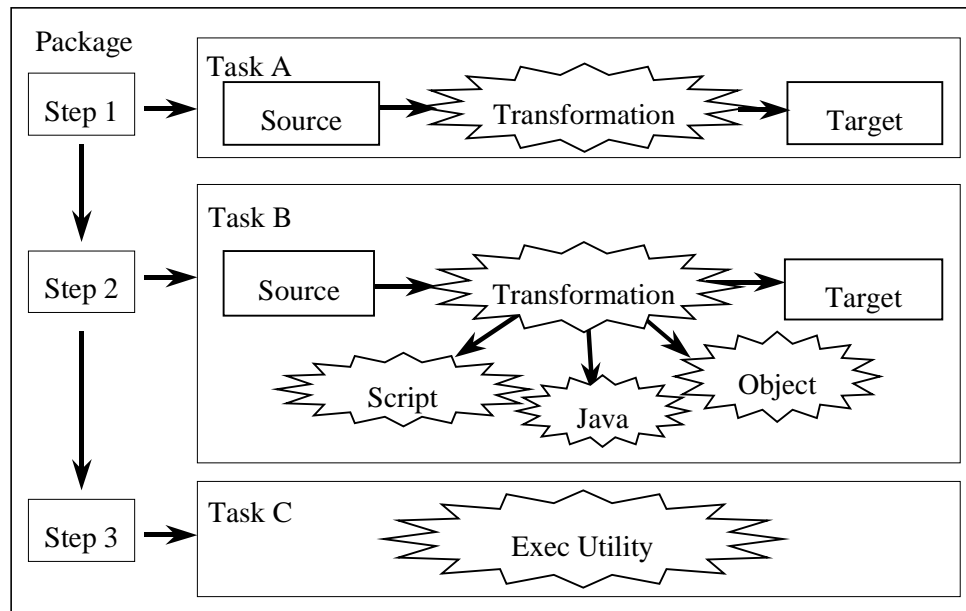 Package
Task A
Step 1
Source
Transformation
Target
Task B
Step 2
Source
Transformation
Target
Script
Java
Object
Task C
Step 3
Exec Utility